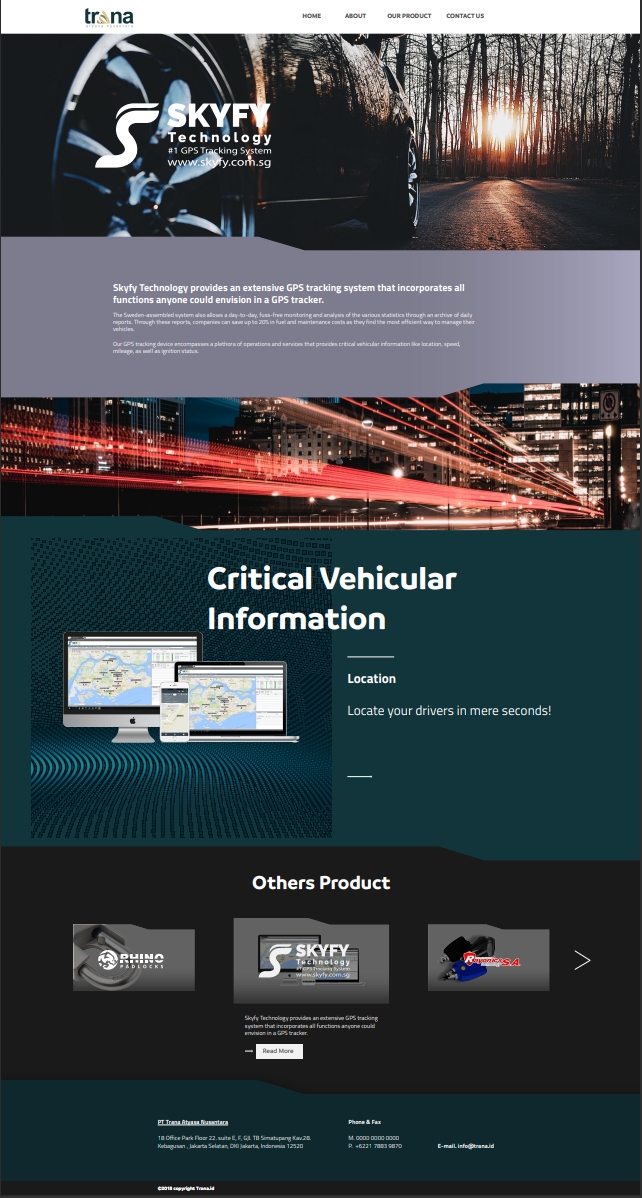 trana
HOME ABOUT OUR PRODUCT CONTACT US
SKYFY
Technology
#1 GPS Tracking System
www.skyfy.com.sg
Skyfy Technology provides an extensive GPS tracking system that incorporates all
functions anyone could envision in a GPS tracker.
The Sweden-assembled system also allows a day-to-day, fuss-free monitoring and analysis of the various statistics through an archive of daily
reports. Through these reports, companies can save up to 20% in fuel and maintenance costs as they find the most efficient way to manage their
vehicles.
Our GPS tracking device encompasses a plethora of operations and services that provides critical vehicular information like location, speed,
mileage, as well as ignition status.
Critical Vehicular
Information
Location
Locate your drivers in mere seconds!
Others Product
RHINO
PADLOCKS
SKYFY
Technology
#1 GPS Tracking System
www.skyfy.com.sg
Rayonics S.A.
Skyfy Technology provides an extensive GPS tracking
system that incorporates all functions anyone could
envision in a GPS tracker.
Read More
PT Trana Atyasa Nusantara
18 Office Park Floor 22. suite E, F, GJl. TB Simatupang Kav.28.
Kebagusan , Jakarta Selatan, DKI Jakarta, Indonesia 12520
Phone & Fax
M. 0000 0000 0000
P. +6221 7883 9870
E-mail. info@trana.id
©2018 copyright Trana.id